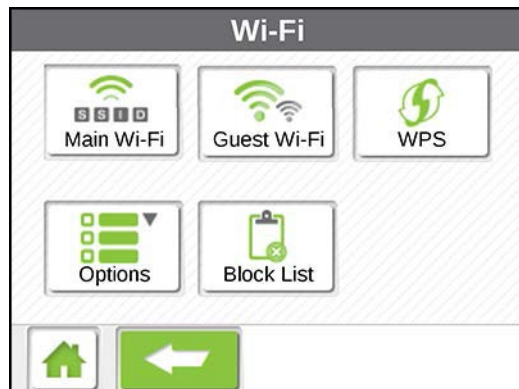 Wi-Fi
SSID
Main Wi-Fi
Guest Wi-Fi
WPS
Options
Block List